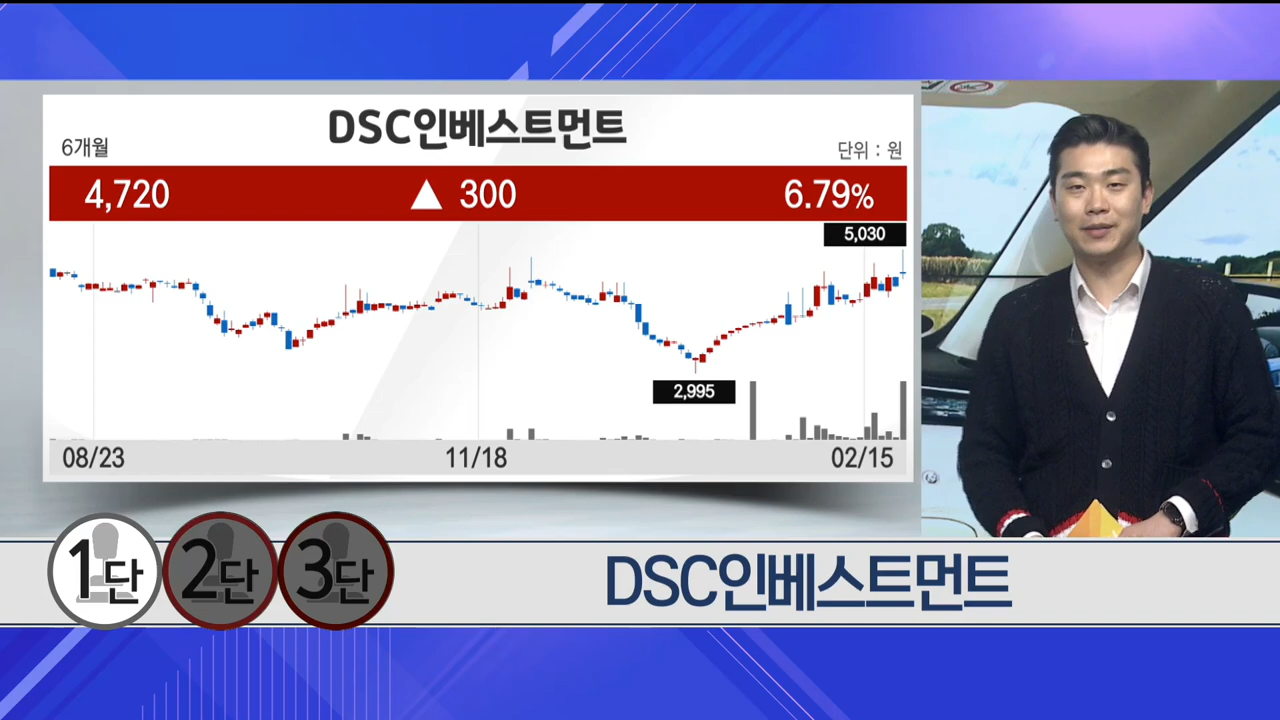 DSC인베스트먼트
6개월
단위 : 원
4,720 ▲ 300 6.79%
5,030
2,995
08/23 11/18 02/15
1단 2단 3단
DSC인베스트먼트